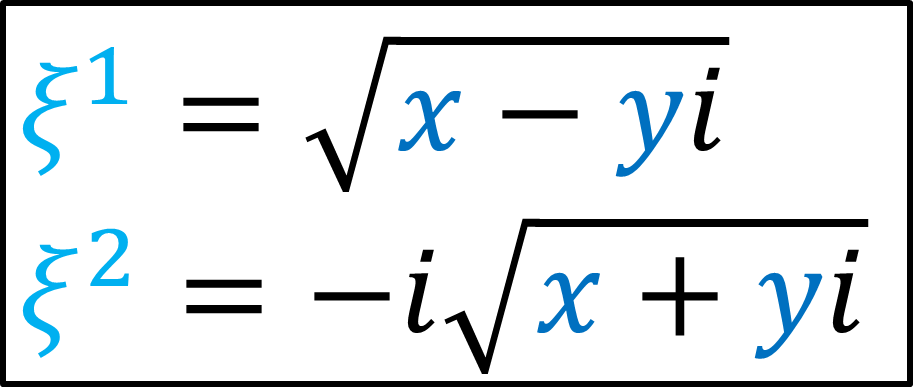 ξ¹ = √(x − yi)
ξ² = −i√(x + yi)